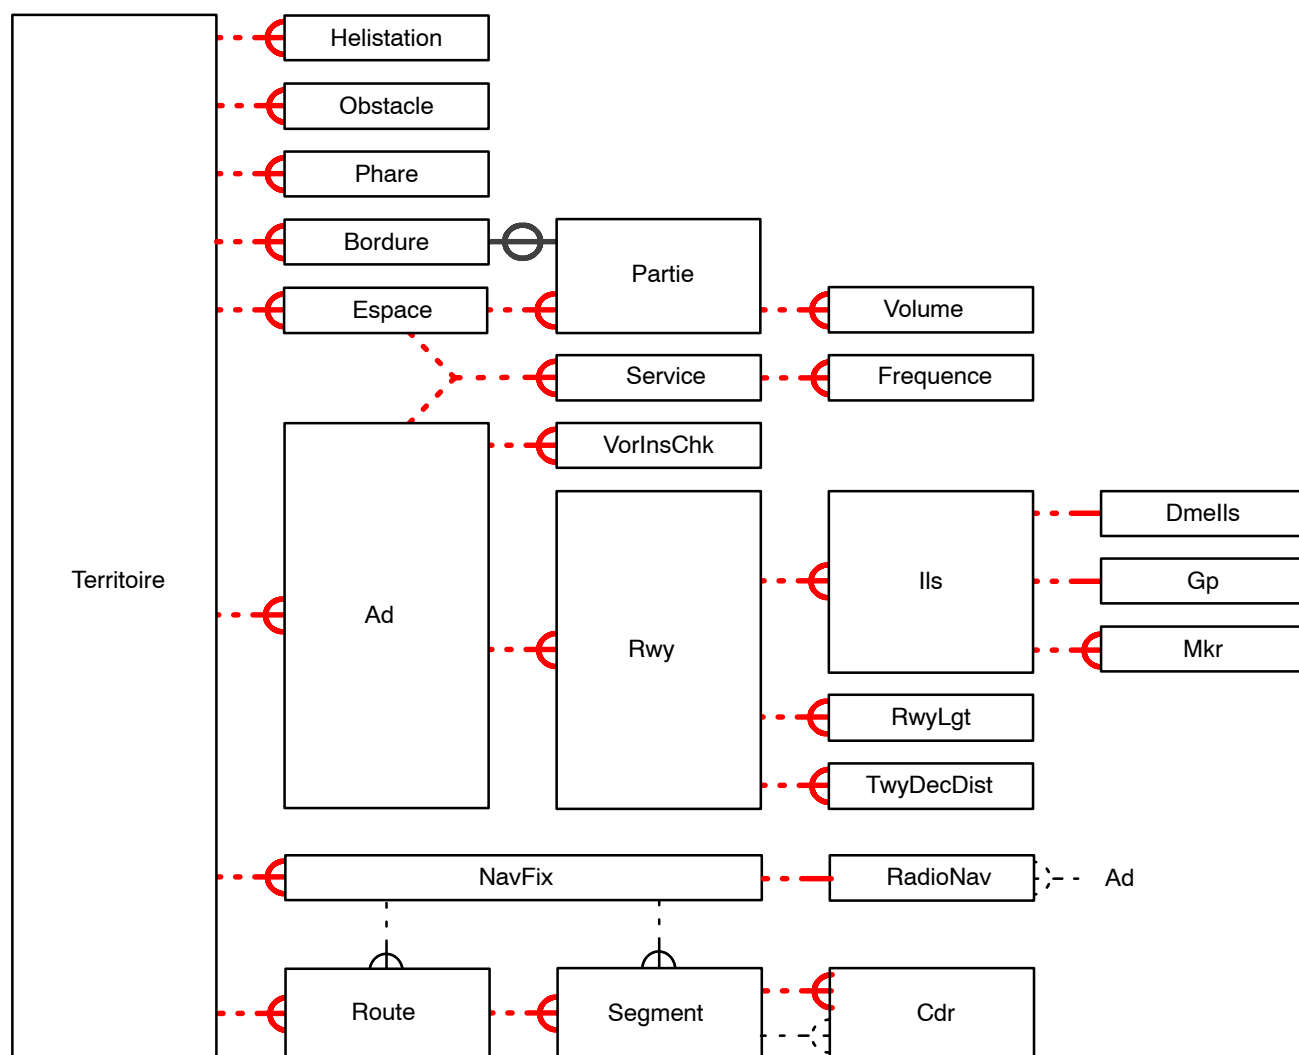 Helistation
Obstacle
Phare
Bordure
Partie
Espace
Volume
Service
Frequence
VorInsChk
DmeIls
Territoire
Ils
Gp
Ad
Rwy
Mkr
RwyLgt
TwyDecDist
NavFix
RadioNav
Ad
Route
Segment
Cdr